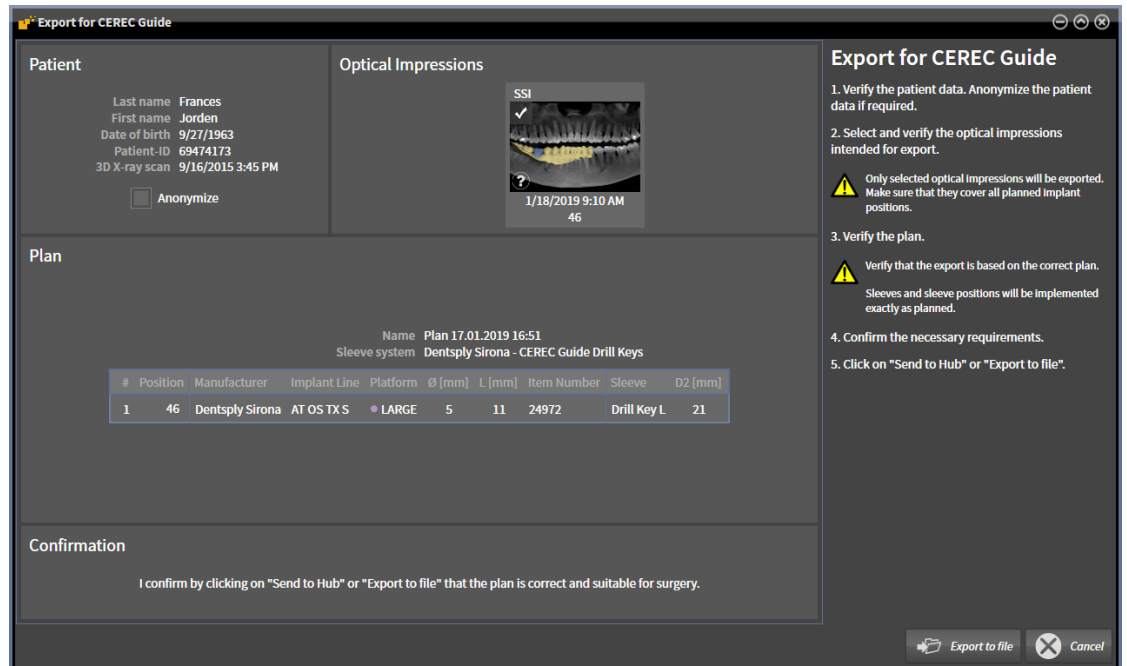 Export for CEREC Guide
Patient
Last name Frances
First name Jorden
Date of birth 9/27/1963
Patient-ID 69474173
3D X-ray scan 9/16/2015 3:45 PM
Anonymize
Optical Impressions
SSI
?
1/18/2019 9:10 AM
46
Plan
Name Plan 17.01.2019 16:51
Sleeve system Dentsply Sirona - CEREC Guide Drill Keys
# Position Manufacturer Implant Line Platform Ø [mm] L [mm] Item Number Sleeve D2 [mm]
1 46 Dentsply Sirona AT OS TX S LARGE 5 11 24972 Drill Key L 21
Confirmation
I confirm by clicking on "Send to Hub" or "Export to file" that the plan is correct and suitable for surgery.
Export for CEREC Guide
1. Verify the patient data. Anonymize the patient
data if required.
2. Select and verify the optical impressions
intended for export.
Only selected optical impressions will be exported.
Make sure that they cover all planned implant
positions.
3. Verify the plan.
Verify that the export is based on the correct plan.
Sleeves and sleeve positions will be implemented
exactly as planned.
4. Confirm the necessary requirements.
5. Click on "Send to Hub" or "Export to file".
Export to file
Cancel